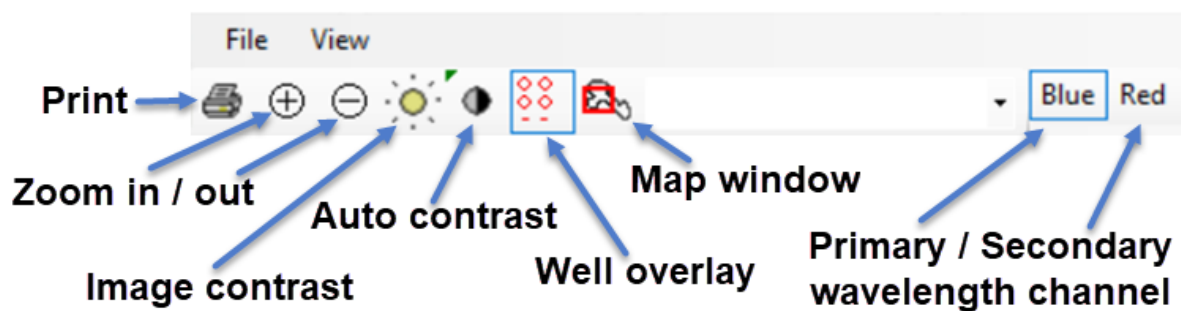 File View
Blue Red
Print
Zoom in / out
Auto contrast
Image contrast
Well overlay
Map window
Primary / Secondary
wavelength channel